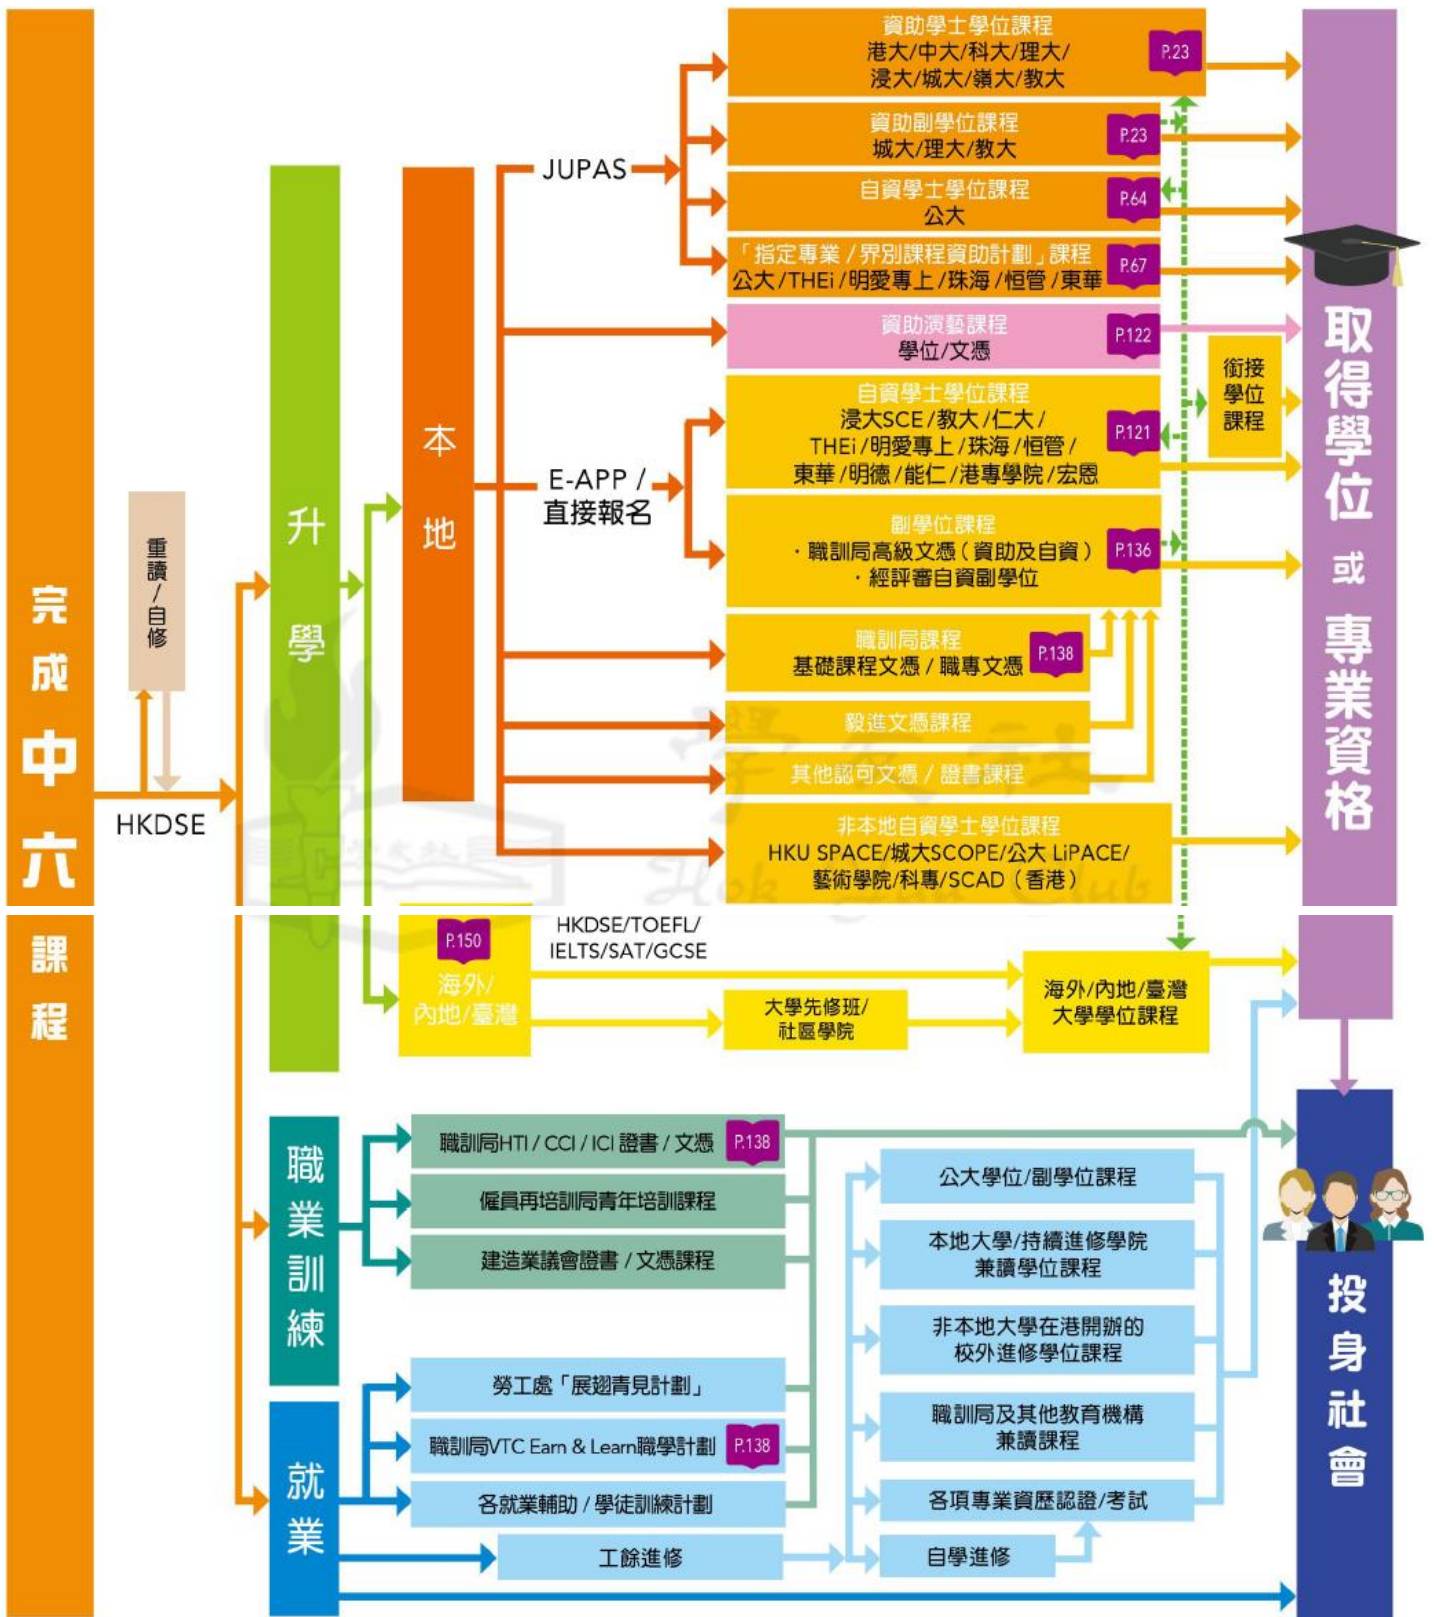 完成中六課程
HKDSE
重讀/自修
升學
本地
JUPAS
資助學士學位課程
港大/中大/科大/理大/
浸大/城大/嶺大/教大
P.23
資助副學位課程
城大/理大/教大
P.23
自資學士學位課程
公大
P.64
「指定專業/界別課程資助計劃」課程
公大/THEi/明愛專上/珠海/恒管/東華
P.67
資助演藝課程
學位/文憑
P.122
E-APP /
直接報名
自資學士學位課程
浸大SCE/教大/仁大/
THEi/明愛專上/珠海/恒管/
東華/明德/能仁/港專學院/宏恩
P.121
銜接
學位
課程
副學位課程
·職訓局高級文憑(資助及自資)
·經評審自資副學位
P.136
職訓局課程
基礎課程文憑/職專文憑
P.138
毅進文憑課程
其他認可文憑/證書課程
非本地自資學士學位課程
HKU SPACE/城大SCOPE/公大 LiPACE/
藝術學院/科專/SCAD(香港)
學友社
Hok Yau Club
P.150
海外/
內地/臺灣
HKDSE/TOEFL/
IELTS/SAT/GCSE
大學先修班/
社區學院
海外/內地/臺灣
大學學位課程
取得學位或專業資格
職業訓練
職訓局HTI / CCI / ICI 證書 / 文憑
P.138
僱員再培訓局青年培訓課程
建造業議會證書 / 文憑課程
就業
勞工處「展翅青見計劃」
職訓局VTC Earn & Learn職學計劃
P.138
各就業輔助 / 學徒訓練計劃
工餘進修
公大學位/副學位課程
本地大學/持續進修學院
兼讀學位課程
非本地大學在港開辦的
校外進修學位課程
職訓局及其他教育機構
兼讀課程
各項專業資歷認證/考試
自學進修
投身社會